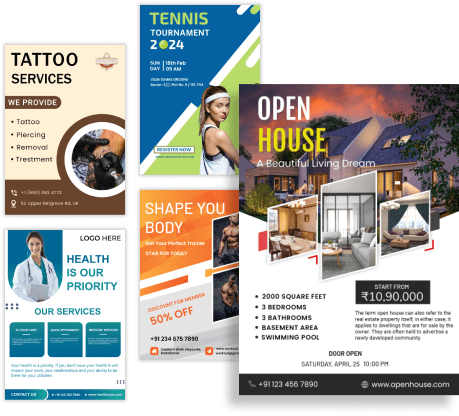 TATTOO
SERVICES
WE PROVIDE
Tattoo
Piercing
Removal
Trestment
52 Upper Belgrove Rd, UK
TENNIS
TOURNAMENT
2024
SUN
DAY
18th Feb
09 AM
REGISTER NOW
LOGO HERE
HEALTH
IS OUR
PRIORITY
OUR SERVICES
CONTACT US
SHAPE YOU
BODY
Get Your Perfect Trainer
STAR FOR TODAY
DISCOUNT FOR MEMBER
50% OFF
+1 234 675 7890
OPEN
HOUSE
A Beautiful Living Dream
START FROM
₹10,90,000
2000 SQUARE FEET
3 BEDROOMS
3 BATHROOMS
BASEMENT AREA
SWIMMING POOL
The term open house can also refer to the
real estate property itself; in either case, it
applies to dwellings that are for sale by the
owner. They are often held to advertise a
newly developed community.
DOOR OPEN
SATURDAY, APRIL, 25 10:00 PM
+91 123 456 7890
www.openhouse.com